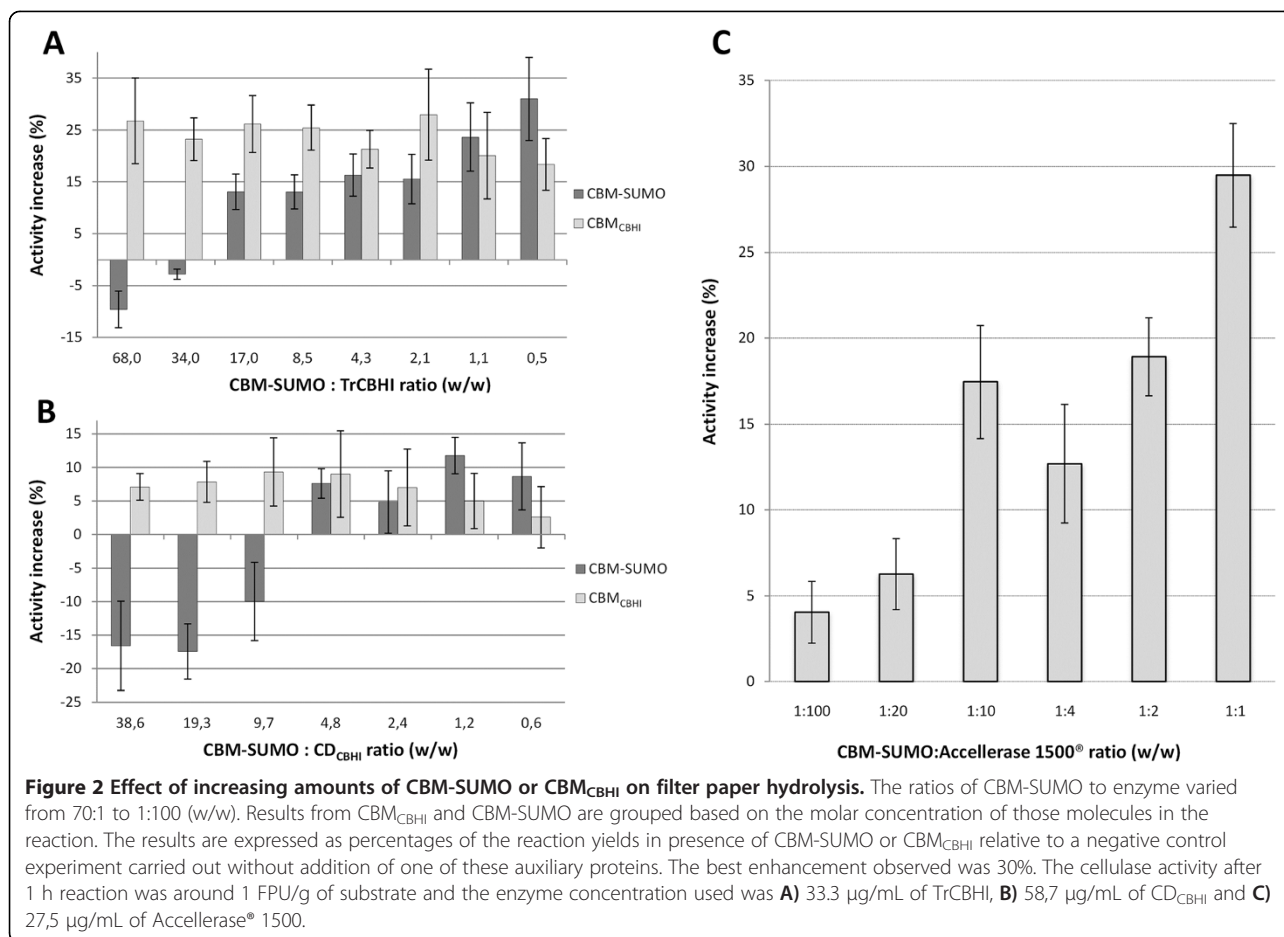 A
Activity increase (%)
35
25
15
5
-5
-15
68,0 34,0 17,0 8,5 4,3 2,1 1,1 0,5
CBM-SUMO : TrCBHI ratio (w/w)
CBM-SUMO
CBMCBHI
B
Activity increase (%)
15
10
5
0
-5
-10
-15
-20
-25
38,6 19,3 9,7 4,8 2,4 1,2 0,6
CBM-SUMO : CDCBHI ratio (w/w)
CBM-SUMO
CBMCBHI
C
Activity increase (%)
35
30
25
20
15
10
5
0
1:100 1:20 1:10 1:4 1:2 1:1
CBM-SUMO:Accellerase 1500® ratio (w/w)
Figure 2 Effect of increasing amounts of CBM-SUMO or CBMCBHI on filter paper hydrolysis. The ratios of CBM-SUMO to enzyme varied
from 70:1 to 1:100 (w/w). Results from CBMCBHI and CBM-SUMO are grouped based on the molar concentration of those molecules in the
reaction. The results are expressed as percentages of the reaction yields in presence of CBM-SUMO or CBMCBHI relative to a negative control
experiment carried out without addition of one of these auxiliary proteins. The best enhancement observed was 30%. The cellulase activity after
1 h reaction was around 1 FPU/g of substrate and the enzyme concentration used was A) 33.3 μg/mL of TrCBHI, B) 58,7 μg/mL of CDCBHI and C)
27,5 μg/mL of Accellerase® 1500.